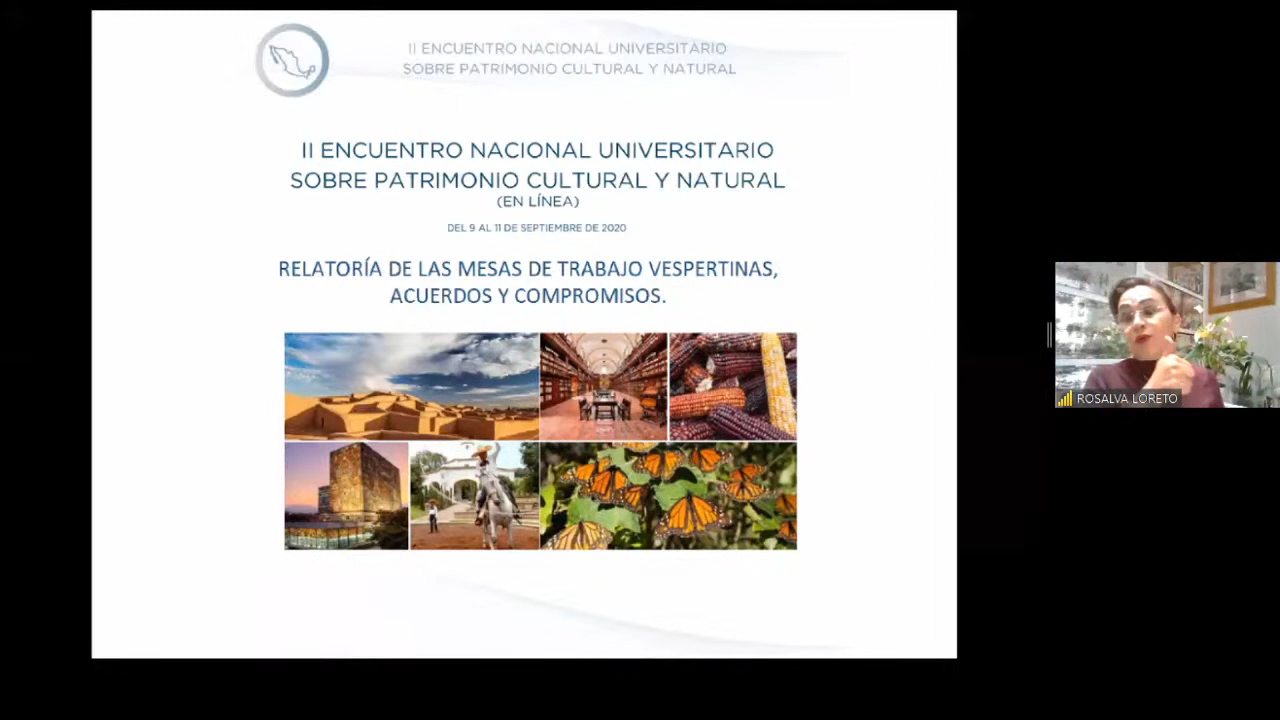 II ENCUENTRO NACIONAL UNIVERSITARIO
SOBRE PATRIMONIO CULTURAL Y NATURAL
II ENCUENTRO NACIONAL UNIVERSITARIO
SOBRE PATRIMONIO CULTURAL Y NATURAL
(EN LÍNEA)
DEL 9 AL 11 DE SEPTIEMBRE DE 2020
RELATORÍA DE LAS MESAS DE TRABAJO VESPERTINAS,
ACUERDOS Y COMPROMISOS.
ROSALVA LORETO